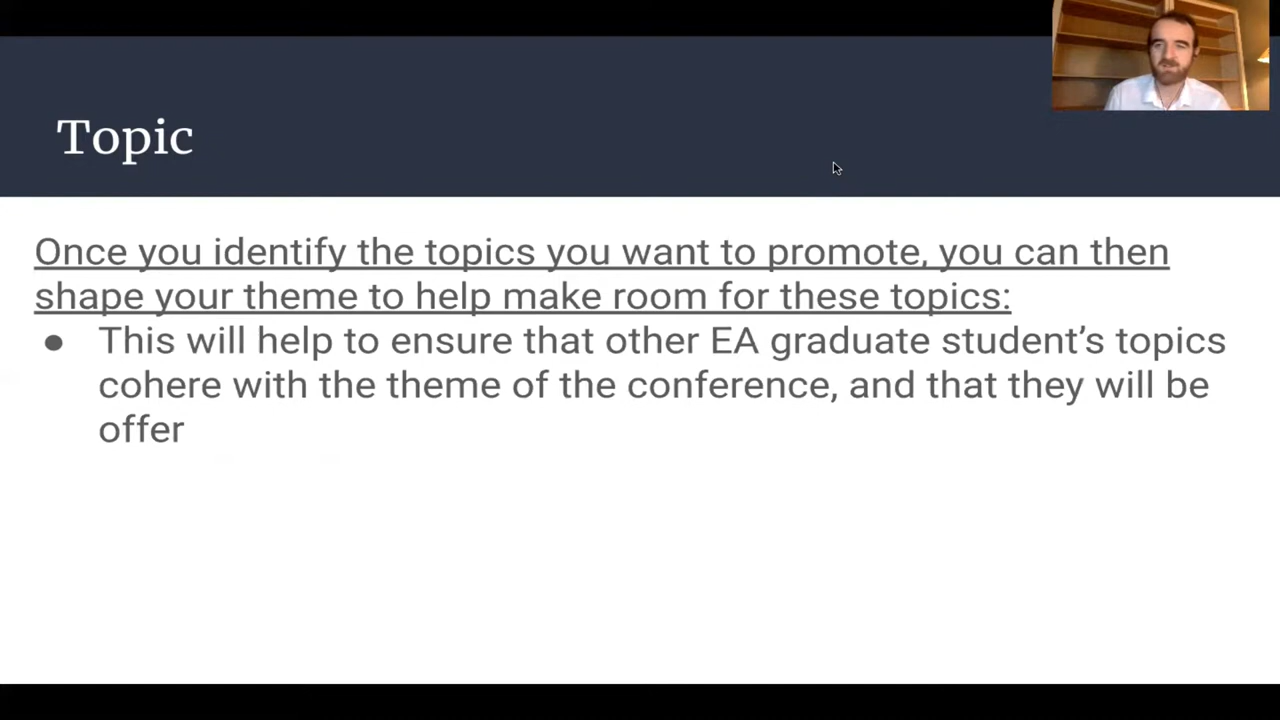 Topic
Once you identify the topics you want to promote, you can then
shape your theme to help make room for these topics:
● This will help to ensure that other EA graduate student’s topics
cohere with the theme of the conference, and that they will be
offer